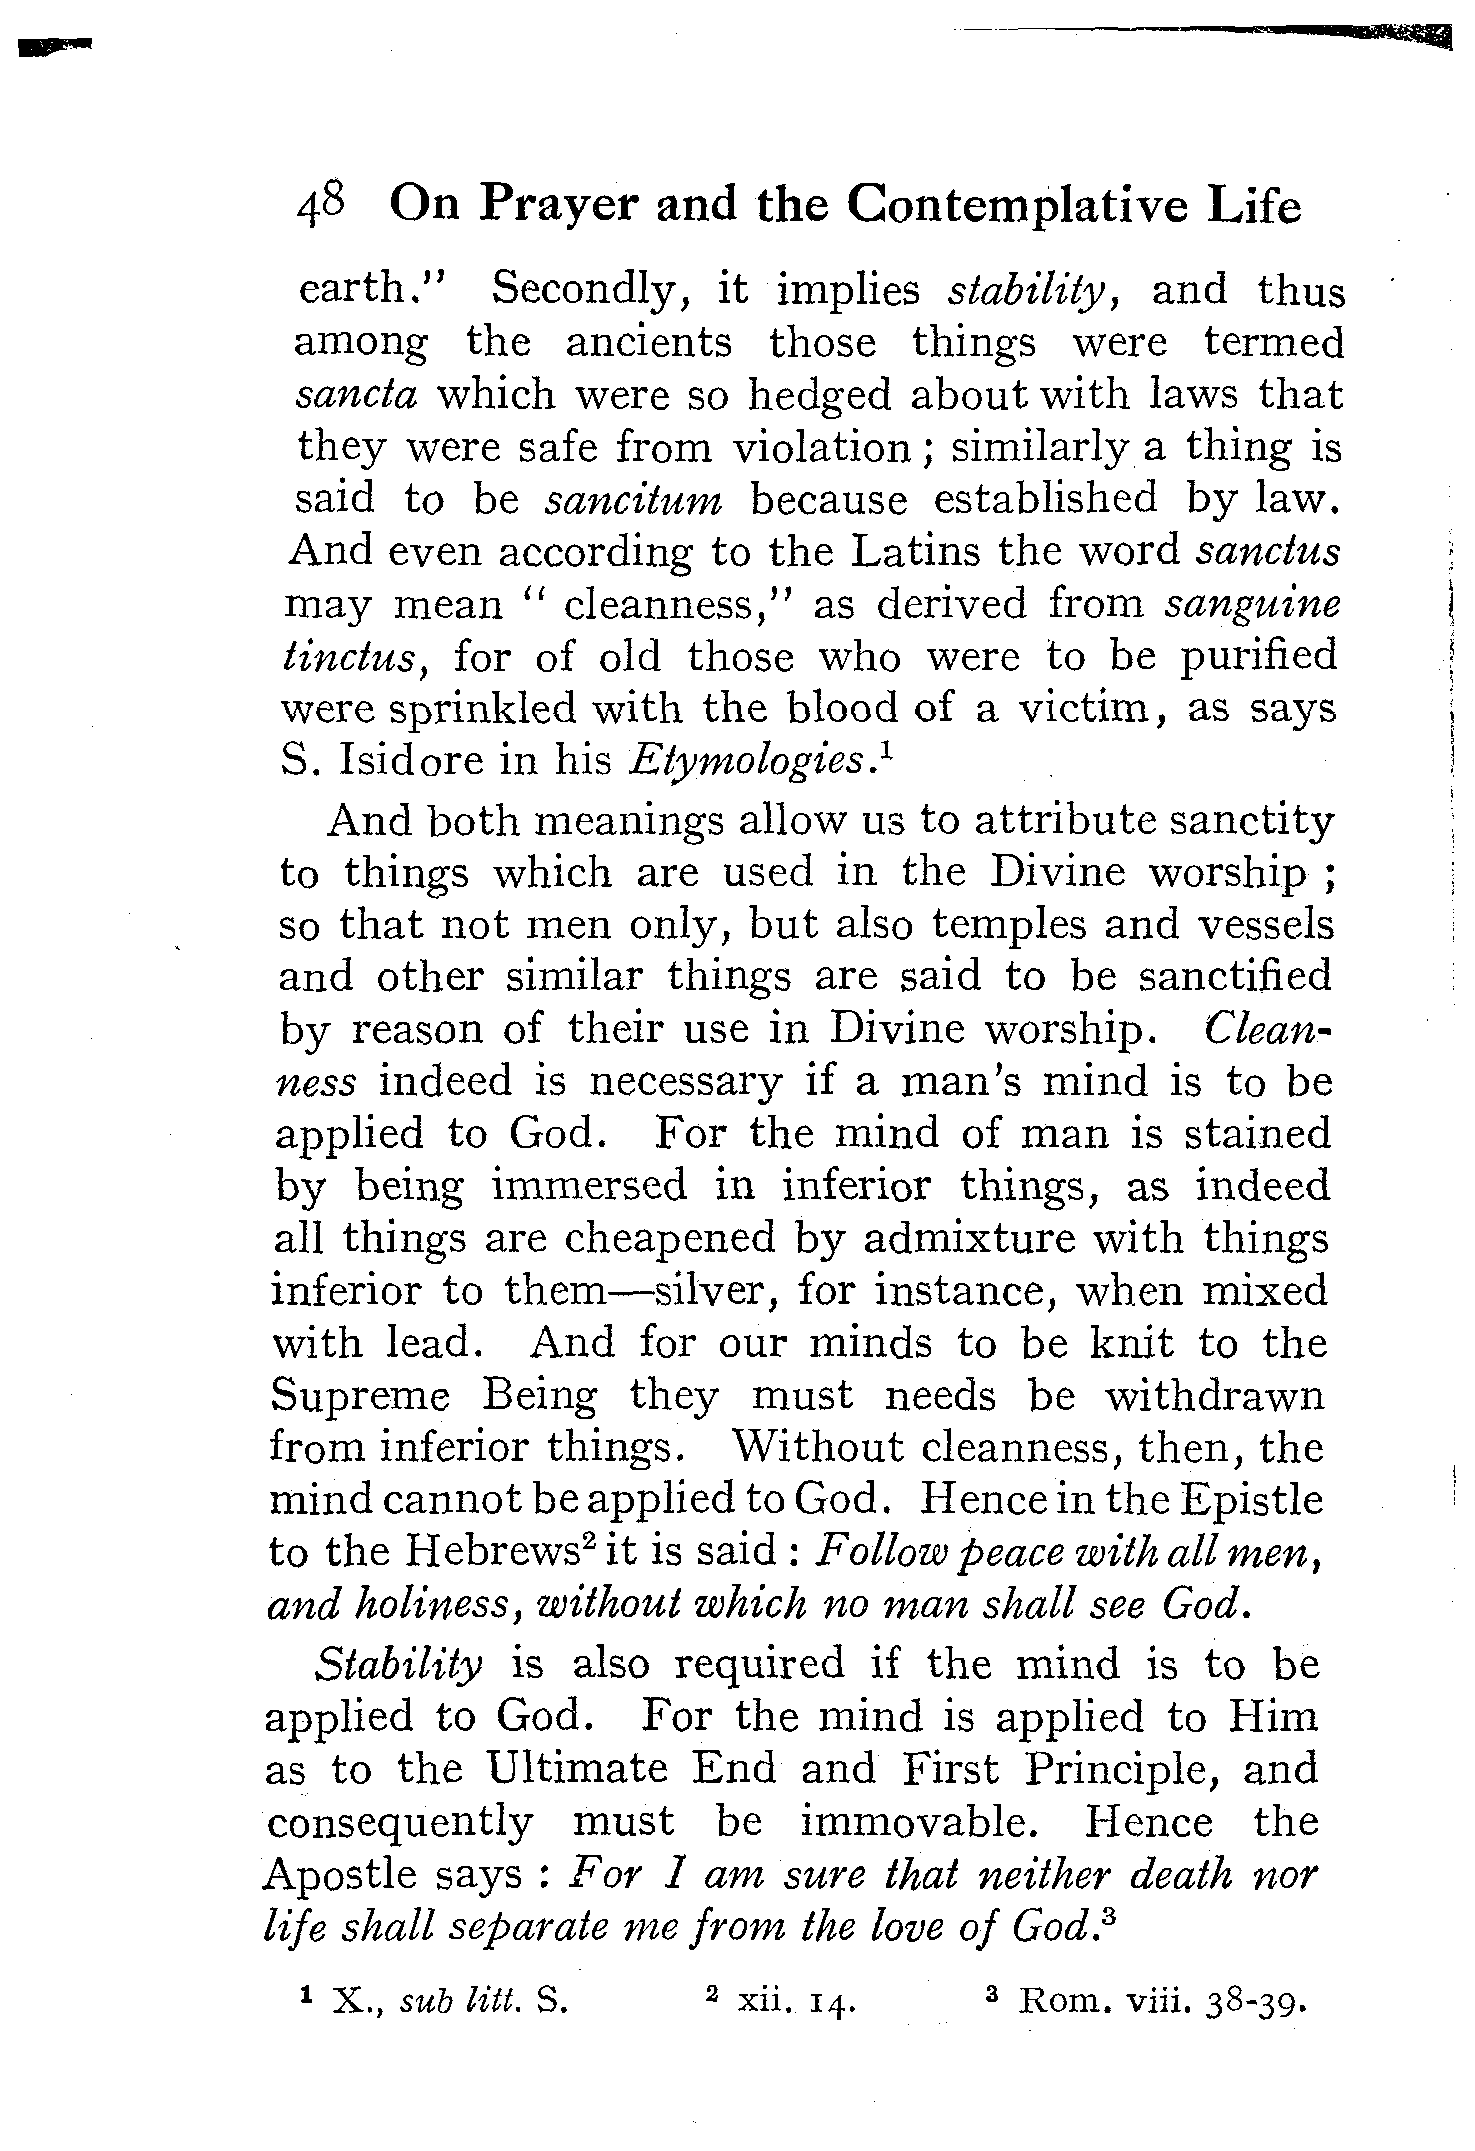 48 On Prayer and the Contemplative Life
earth." Secondly, it implies stability, and thus
among the ancients those things were termed
sancta which were so hedged about with laws that
they were safe from violation ; similarly a thing is
said to be sancitum because established by law.
And even according to the Latins the word sanctus
may mean " cleanness," as derived from sanguine
tinctus, for of old those who were to be purified
were sprinkled with the blood of a victim, as says
S. Isidore in his Etymologies.¹
And both meanings allow us to attribute sanctity
to things which are used in the Divine worship ;
so that not men only, but also temples and vessels
and other similar things are said to be sanctified
by reason of their use in Divine worship. Clean-
ness indeed is necessary if a man's mind is to be
applied to God. For the mind of man is stained
by being immersed in inferior things, as indeed
all things are cheapened by admixture with things
inferior to them—silver, for instance, when mixed
with lead. And for our minds to be knit to the
Supreme Being they must needs be withdrawn
from inferior things. Without cleanness, then, the
mind cannot be applied to God. Hence in the Epistle
to the Hebrews² it is said : Follow peace with all men,
and holiness, without which no man shall see God.
Stability is also required if the mind is to be
applied to God. For the mind is applied to Him
as to the Ultimate End and First Principle, and
consequently must be immovable. Hence the
Apostle says : For I am sure that neither death nor
life shall separate me from the love of God.³
¹ X., sub litt. S. ² xii. 14. ³ Rom. viii. 38-39.